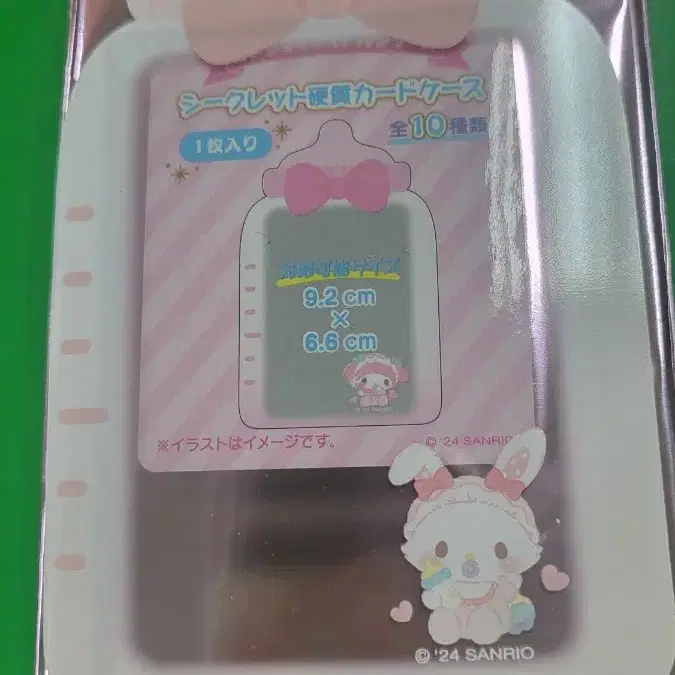 シークレット硬質カードケース
全10種類
1枚入り
対応可能サイズ
9.2 cm
×
6.6 cm
※イラストはイメージです。
© '24 SANRIO
© '24 SANRIO